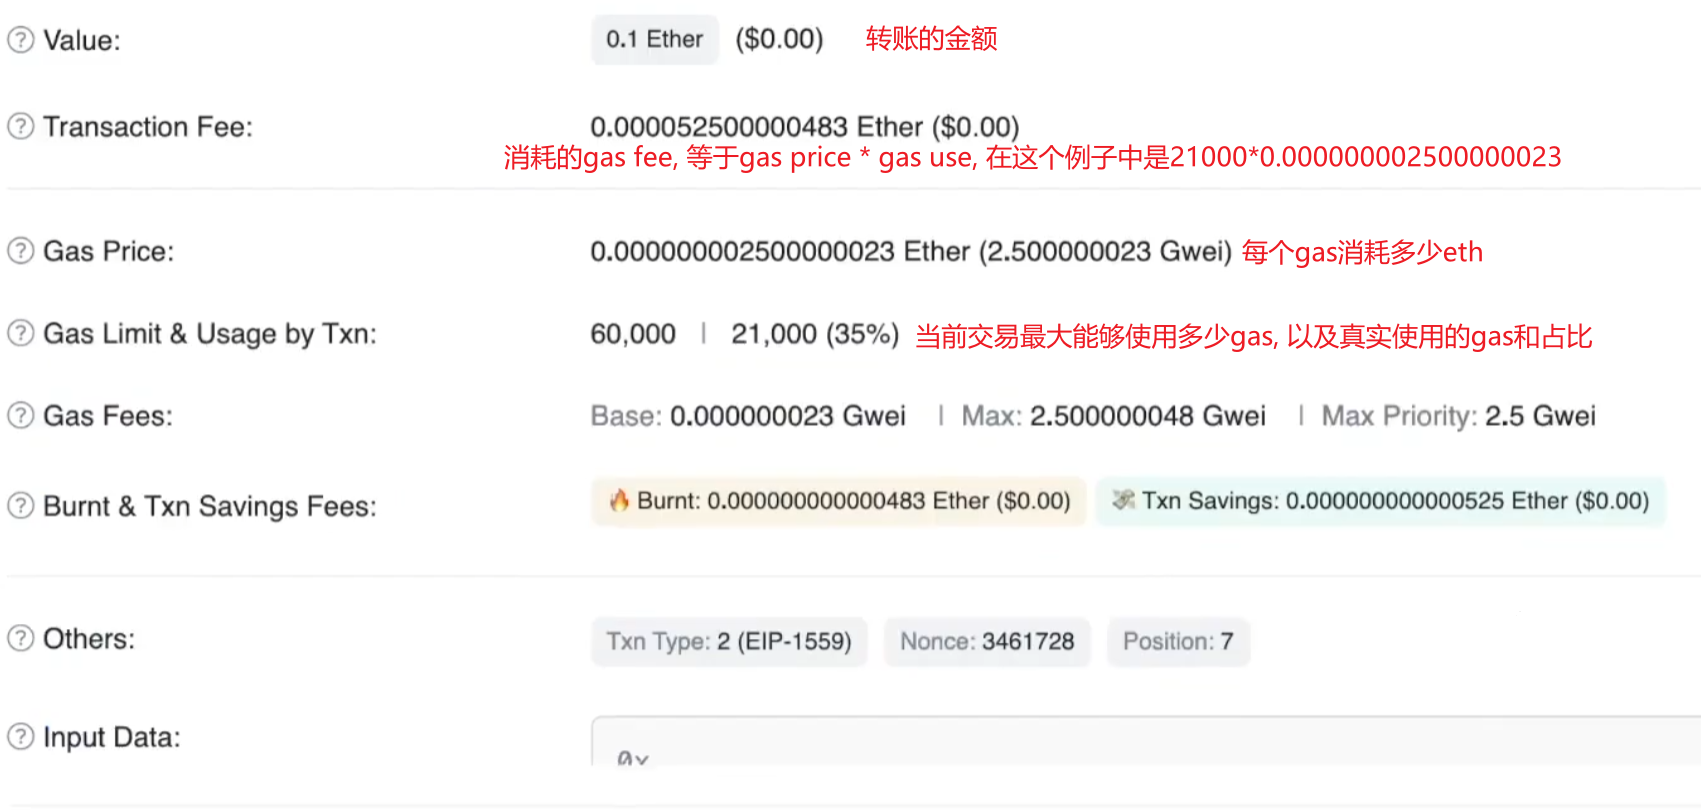 Value: 0.1 Ether ($0.00) 转账的金额
Transaction Fee: 0.000052500000483 Ether ($0.00)
消耗的gas fee, 等于gas price * gas use, 在这个例子中是21000*0.000000002500000023
Gas Price: 0.000000002500000023 Ether (2.500000023 Gwei) 每个gas消耗多少eth
Gas Limit & Usage by Txn: 60,000 | 21,000 (35%) 当前交易最大能够使用多少gas, 以及真实使用的gas和占比
Gas Fees: Base: 0.000000023 Gwei | Max: 2.500000048 Gwei | Max Priority: 2.5 Gwei
Burnt & Txn Savings Fees: 🔥 Burnt: 0.000000000000483 Ether ($0.00) 💸 Txn Savings: 0.000000000000525 Ether ($0.00)
Others: Txn Type: 2 (EIP-1559) Nonce: 3461728 Position: 7
Input Data:
0x